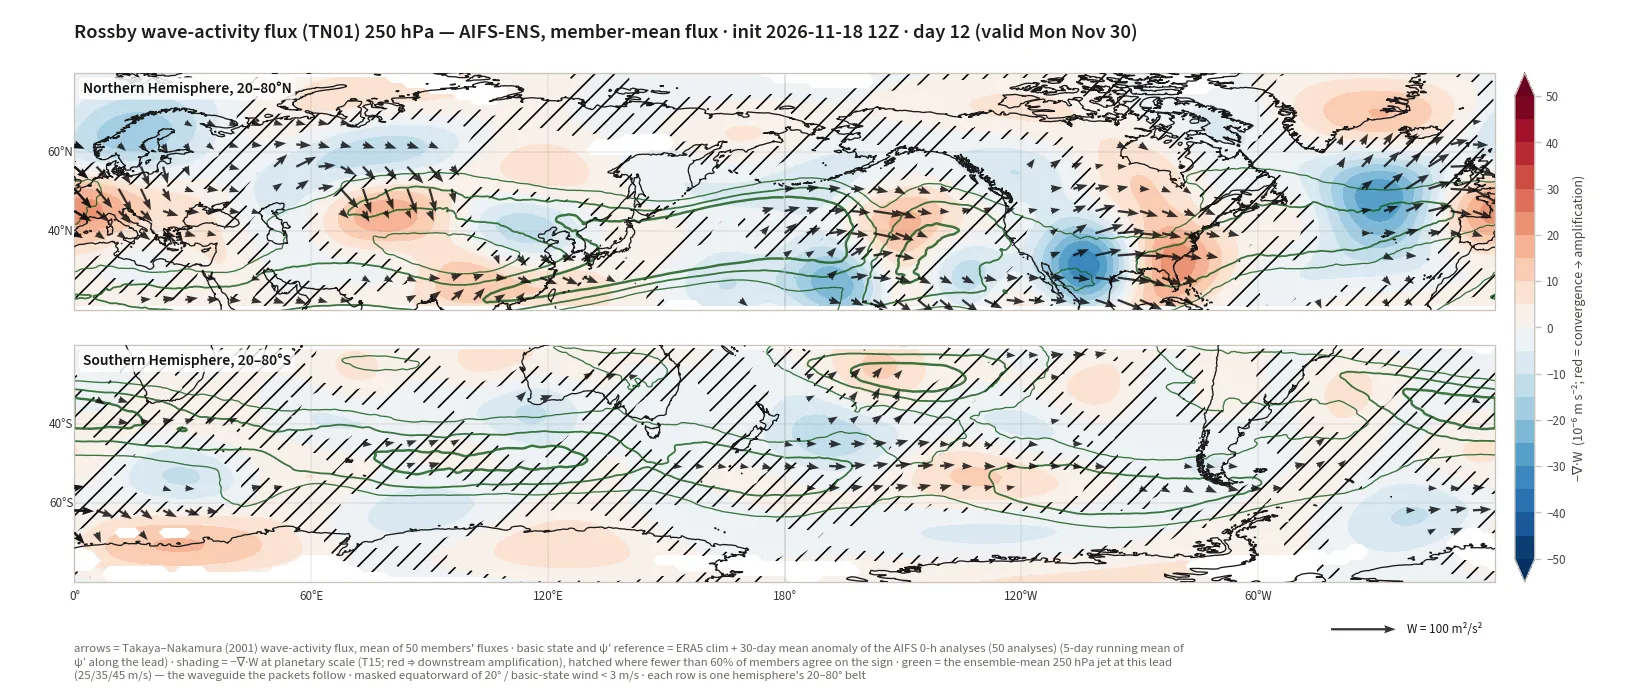 Rossby wave-activity flux (TN01) 250 hPa — AIFS-ENS, member-mean flux · init 2026-11-18 12Z · day 12 (valid Mon Nov 30)
Northern Hemisphere, 20–80°N
60°N
40°N
Southern Hemisphere, 20–80°S
40°S
60°S
0°
60°E
120°E
180°
120°W
60°W
50
40
30
20
10
0
−10
−20
−30
−40
−50
−∇·W (10⁻⁶ m s⁻²; red = convergence → amplification)
W = 100 m²/s²
arrows = Takaya–Nakamura (2001) wave-activity flux, mean of 50 members' fluxes · basic state and ψ' reference = ERA5 clim + 30-day mean anomaly of the AIFS 0-h analyses (50 analyses) (5-day running mean of
ψ' along the lead) · shading = −∇·W at planetary scale (T15; red ⇒ downstream amplification), hatched where fewer than 60% of members agree on the sign · green = the ensemble-mean 250 hPa jet at this lead
(25/35/45 m/s) — the waveguide the packets follow · masked equatorward of 20° / basic-state wind < 3 m/s · each row is one hemisphere's 20–80° belt